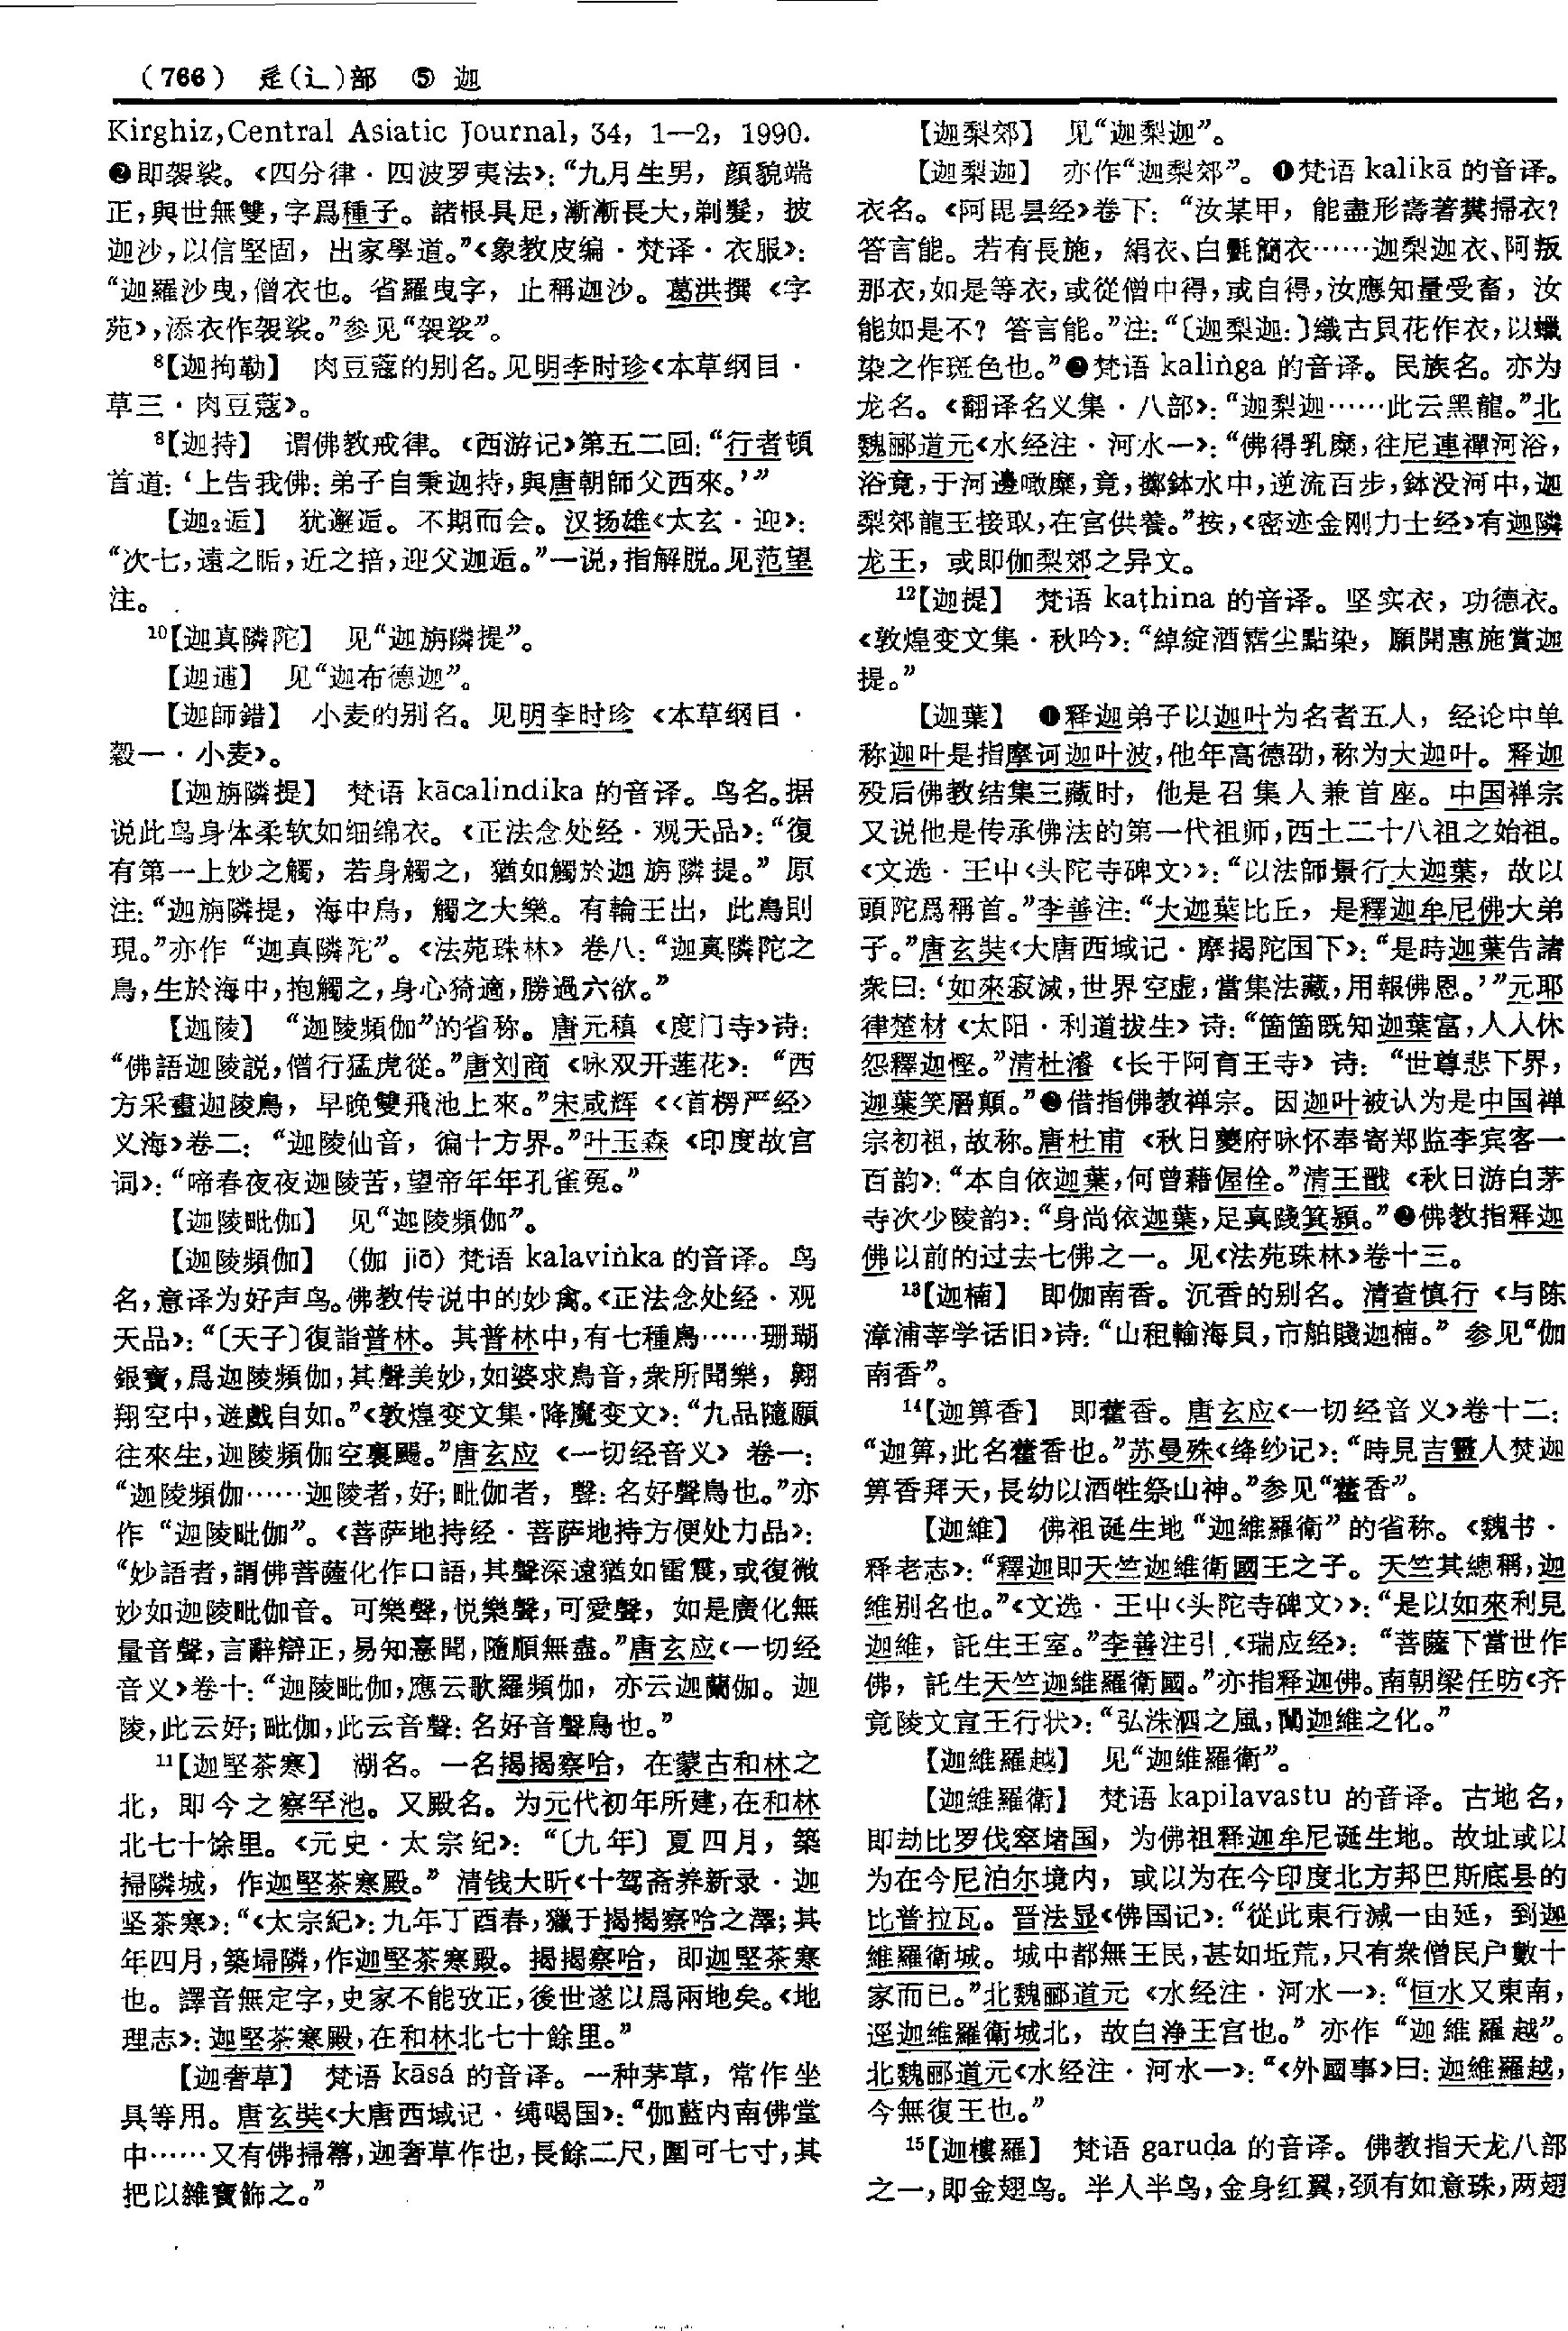 （766） 辵（辶）部 ⑤ 迦
Kirghiz,Central Asiatic Journal, 34, 1—2, 1990.
❷即袈裟。《四分律·四波罗夷法》：“九月生男，顔貌端
正，與世無雙，字爲種子。諸根具足，漸漸長大，剃髮，披
迦沙，以信堅固，出家學道。”《象教皮编·梵译·衣服》：
“迦羅沙曳，僧衣也。省羅曳字，止稱迦沙。葛洪撰《字
苑》，添衣作袈裟。”参见“袈裟”。
⁸【迦拘勒】 肉豆蔻的别名。见明李时珍《本草纲目·
草三·肉豆蔻》。
⁹【迦持】 谓佛教戒律。《西游记》第五二回：“行者頓
首道：‘上告我佛：弟子自秉迦持，與唐朝師父西來。’”
【迦₂逅】 犹邂逅。不期而会。汉扬雄《太玄·迎》：
“次七，遠之䀢，近之掊，迎父迦逅。”一说，指解脱。见范望
注。
¹⁰【迦真隣陀】 见“迦旃隣提”。
【迦逋】 见“迦布德迦”。
【迦師錯】 小麦的别名。见明李时珍《本草纲目·
穀一·小麦》。
【迦旃隣提】 梵语 kācalindika 的音译。鸟名。据
说此鸟身体柔软如细绵衣。《正法念处经·观天品》：“復
有第一上妙之觸，若身觸之，猶如觸於迦旃隣提。”原
注：“迦旃隣提，海中鳥，觸之大樂。有輪王出，此鳥則
現。”亦作“迦真隣陀”。《法苑珠林》卷八：“迦真隣陀之
鳥，生於海中，抱觸之，身心猗適，勝過六欲。”
【迦陵】 “迦陵頻伽”的省称。唐元稹《度门寺》诗：
“佛語迦陵説，僧行猛虎從。”唐刘商《咏双开莲花》：“西
方采畫迦陵鳥，早晚雙飛池上來。”宋咸辉《〈首楞严经〉
义海》卷二：“迦陵仙音，徧十方界。”叶玉森《印度故宫
词》：“啼春夜夜迦陵苦，望帝年年孔雀冤。”
【迦陵毗伽】 见“迦陵頻伽”。
【迦陵頻伽】 （伽 jiā）梵语 kalaviṅka 的音译。鸟
名，意译为好声鸟。佛教传说中的妙禽。《正法念处经·观
天品》：“〔天子〕復詣普林。其普林中，有七種鳥……珊瑚
銀寳，爲迦陵頻伽，其聲美妙，如婆求鳥音，衆所聞樂，翱
翔空中，遊戲自如。”《敦煌变文集·降魔变文》：“九品隨願
往來生，迦陵頻伽空裏颺。”唐玄应《一切经音义》卷一：
“迦陵頻伽……迦陵者，好；毗伽者，聲：名好聲鳥也。”亦
作“迦陵毗伽”。《菩萨地持经·菩萨地持方便处力品》：
“妙語者，謂佛菩薩化作口語，其聲深遠猶如雷震，或復微
妙如迦陵毗伽音。可樂聲，悦樂聲，可愛聲，如是廣化無
量音聲，言辭辯正，易知憙聞，隨順無盡。”唐玄应《一切经
音义》卷十：“迦陵毗伽，應云歌羅頻伽，亦云迦蘭伽。迦
陵，此云好；毗伽，此云音聲：名好音聲鳥也。”
¹¹【迦堅茶寒】 湖名。一名揭揭察哈，在蒙古和林之
北，即今之察罕池。又殿名。为元代初年所建，在和林
北七十馀里。《元史·太宗纪》：“〔九年〕夏四月，築
掃隣城，作迦堅茶寒殿。”清钱大昕《十驾斋养新录·迦
坚茶寒》：“《太宗紀》：九年丁酉春，獵于揭揭察哈之澤；其
年四月，築埽隣，作迦堅茶寒殿。揭揭察哈，即迦堅茶寒
也。譯音無定字，史家不能攷正，後世遂以爲兩地矣。《地
理志》：迦堅茶寒殿，在和林北七十餘里。”
【迦奢草】 梵语 kāsá 的音译。一种茅草，常作坐
具等用。唐玄奘《大唐西域记·缚喝国》：“伽藍内南佛堂
中……又有佛掃箒，迦奢草作也，長餘二尺，圍可七寸，其
把以雜寳飾之。”
【迦梨郊】 见“迦梨迦”。
【迦梨迦】 亦作“迦梨郊”。❶梵语 kalikā 的音译。
衣名。《阿毘昙经》卷下：“汝某甲，能盡形壽著糞掃衣？
答言能。若有長施，絹衣、白氎簡衣……迦梨迦衣、阿叛
那衣，如是等衣，或從僧中得，或自得，汝應知量受畜，汝
能如是不？答言能。”注：“〔迦梨迦：〕織古貝花作衣，以蠟
染之作斑色也。”❷梵语 kaliṅga 的音译。民族名。亦为
龙名。《翻译名义集·八部》：“迦梨迦……此云黑龍。”北
魏郦道元《水经注·河水一》：“佛得乳糜，往尼連禪河浴，
浴竟，于河邊噉糜，竟，擲鉢水中，逆流百步，鉢没河中，迦
梨郊龍王接取，在宫供養。”按，《密迹金刚力士经》有迦隣
龙王，或即伽梨郊之异文。
¹²【迦提】 梵语 kaṭhina 的音译。坚实衣，功德衣。
《敦煌变文集·秋吟》：“綽綻酒霑尘點染，願開惠施賞迦
提。”
【迦葉】 ❶释迦弟子以迦叶为名者五人，经论中单
称迦叶是指摩诃迦叶波，他年高德劭，称为大迦叶。释迦
殁后佛教结集三藏时，他是召集人兼首座。中国禅宗
又说他是传承佛法的第一代祖师，西土二十八祖之始祖。
《文选·王屮〈头陀寺碑文〉》：“以法師景行大迦葉，故以
頭陀爲稱首。”李善注：“大迦葉比丘，是釋迦牟尼佛大弟
子。”唐玄奘《大唐西域记·摩揭陀国下》：“是時迦葉告諸
衆曰：‘如來寂滅，世界空虚，當集法藏，用報佛恩。’”元耶
律楚材《太阳·利道拔生》诗：“箇箇既知迦葉富，人人休
怨釋迦慳。”清杜濬《长干阿育王寺》诗：“世尊悲下界，
迦葉笑層顛。”❷借指佛教禅宗。因迦叶被认为是中国禅
宗初祖，故称。唐杜甫《秋日夔府咏怀奉寄郑监李宾客一
百韵》：“本自依迦葉，何曾藉偓佺。”清王戬《秋日游白茅
寺次少陵韵》：“身尚依迦葉，足真踐箕潁。”❷佛教指释迦
佛以前的过去七佛之一。见《法苑珠林》卷十三。
¹³【迦楠】 即伽南香。沉香的别名。清查慎行《与陈
漳浦莘学话旧》诗：“山租輸海貝，市舶賤迦楠。”参见“伽
南香”。
¹⁴【迦箅香】 即藿香。唐玄应《一切经音义》卷十二：
“迦箅，此名藿香也。”苏曼殊《绛纱记》：“時見吉靈人焚迦
箅香拜天，長幼以酒牲祭山神。”参见“藿香”。
【迦維】 佛祖诞生地“迦維羅衛”的省称。《魏书·
释老志》：“釋迦即天竺迦維衛國王之子。天竺其總稱，迦
維别名也。”《文选·王屮〈头陀寺碑文〉》：“是以如來利見
迦維，託生王室。”李善注引《瑞应经》：“菩薩下當世作
佛，託生天竺迦維羅衛國。”亦指释迦佛。南朝梁任昉《齐
竟陵文宣王行状》：“弘洙泗之風，闡迦維之化。”
【迦維羅越】 见“迦維羅衛”。
【迦維羅衛】 梵语 kapilavastu 的音译。古地名，
即劫比罗伐窣堵国，为佛祖释迦牟尼诞生地。故址或以
为在今尼泊尔境内，或以为在今印度北方邦巴斯底县的
比普拉瓦。晋法显《佛国记》：“從此東行減一由延，到迦
維羅衛城。城中都無王民，甚如坵荒，只有衆僧民户數十
家而已。”北魏郦道元《水经注·河水一》：“恒水又東南，
逕迦維羅衛城北，故白浄王宫也。”亦作“迦維羅越”。
北魏郦道元《水经注·河水一》：“《外國事》曰：迦維羅越，
今無復王也。”
¹⁵【迦樓羅】 梵语 garuḍa 的音译。佛教指天龙八部
之一，即金翅鸟。半人半鸟，金身红翼，颈有如意珠，两翅